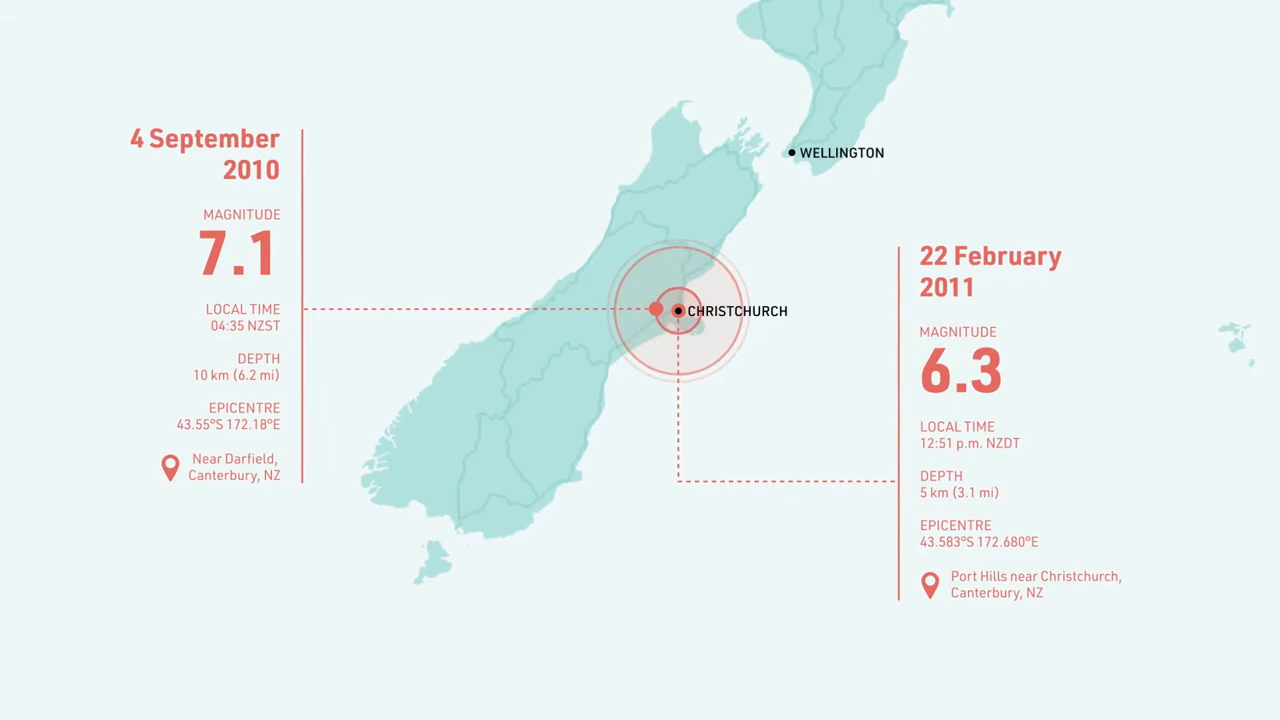 4 September
2010
MAGNITUDE
7.1
LOCAL TIME
04:35 NZST
DEPTH
10 km (6.2 mi)
EPICENTRE
43.55°S 172.18°E
Near Darfield,
Canterbury, NZ
WELLINGTON
CHRISTCHURCH
22 February
2011
MAGNITUDE
6.3
LOCAL TIME
12:51 p.m. NZDT
DEPTH
5 km (3.1 mi)
EPICENTRE
43.583°S 172.680°E
Port Hills near Christchurch,
Canterbury, NZ